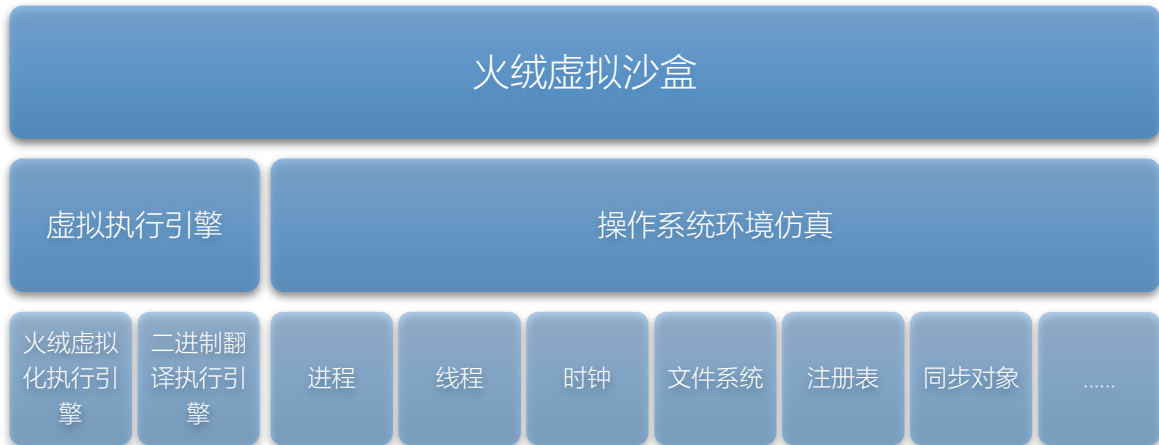 火绒虚拟沙盒
虚拟执行引擎
操作系统环境仿真
火绒虚拟
化执行引
擎
二进制翻
译执行引
擎
进程
线程
时钟
文件系统
注册表
同步对象
......